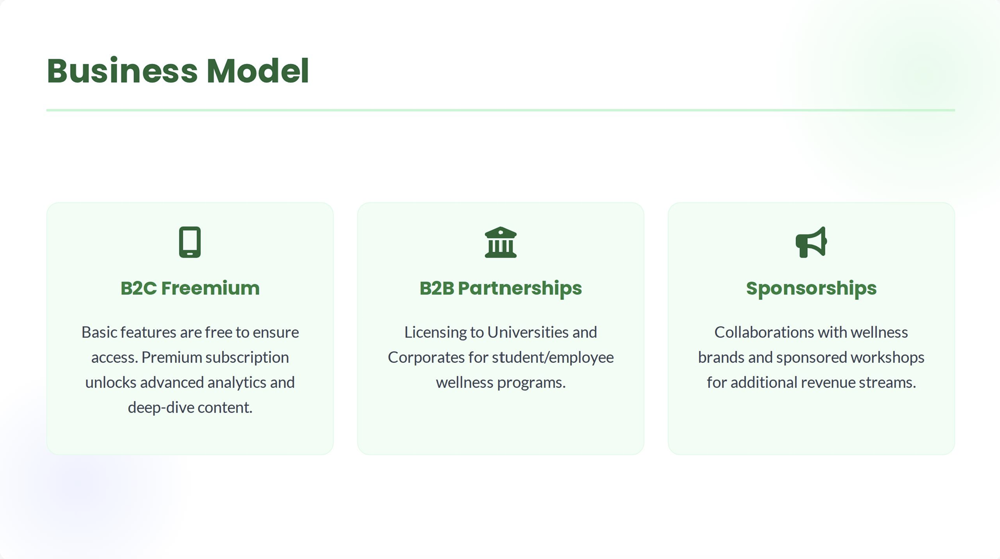 Business Model
B2C Freemium
Basic features are free to ensure
access. Premium subscription
unlocks advanced analytics and
deep-dive content.
B2B Partnerships
Licensing to Universities and
Corporates for student/employee
wellness programs.
Sponsorships
Collaborations with wellness
brands and sponsored workshops
for additional revenue streams.